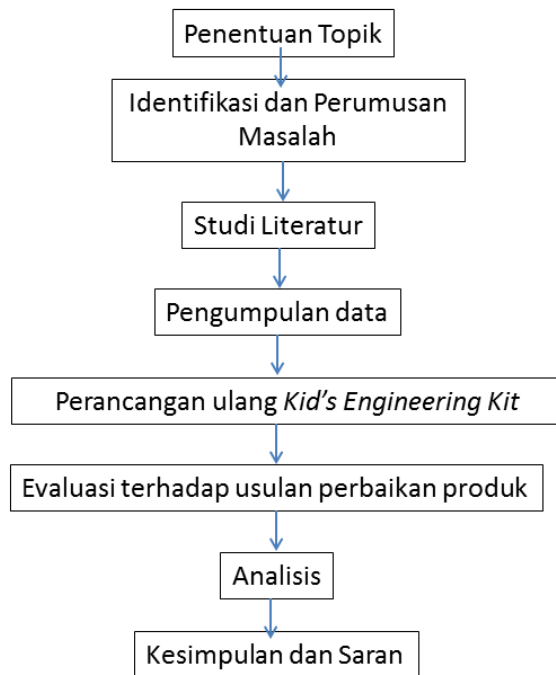 Penentuan Topik
Identifikasi dan Perumusan
Masalah
Studi Literatur
Pengumpulan data
Perancangan ulang Kid's Engineering Kit
Evaluasi terhadap usulan perbaikan produk
Analisis
Kesimpulan dan Saran